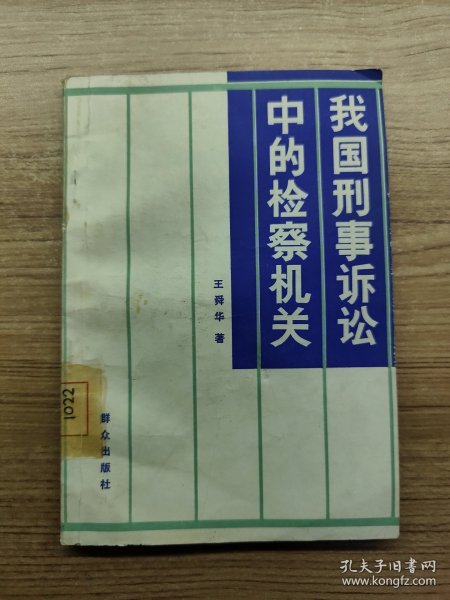 我国刑事诉讼
中的检察机关
王舜华 著
群众出版社
1022
孔夫子旧书网
www.kongfz.com